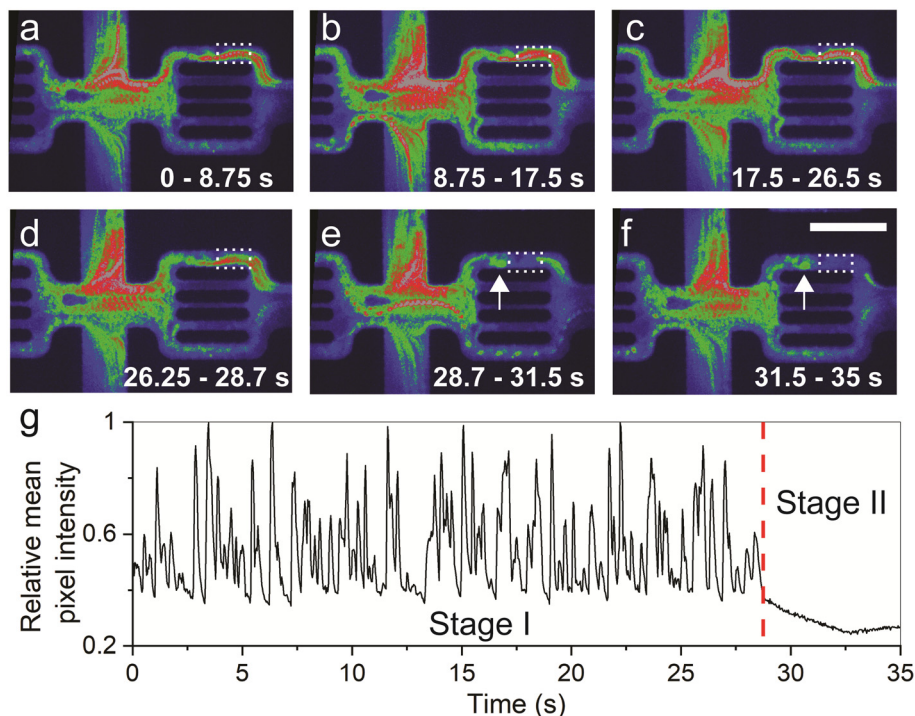 a
b
c
0 - 8.75 s
8.75 - 17.5 s
17.5 - 26.5 s
d
e
f
26.25 - 28.7 s
28.7 - 31.5 s
31.5 - 35 s
g
Relative mean
pixel intensity
1
0.6
0.2
Stage I
Stage II
0
5
10
15
20
25
30
35
Time (s)